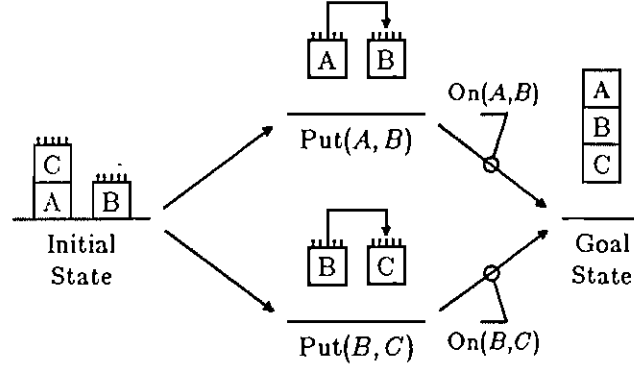 A B
Put(A, B)
On(A,B)
A
B
C
C
A B
Initial
State
Goal
State
B C
Put(B, C)
On(B,C)